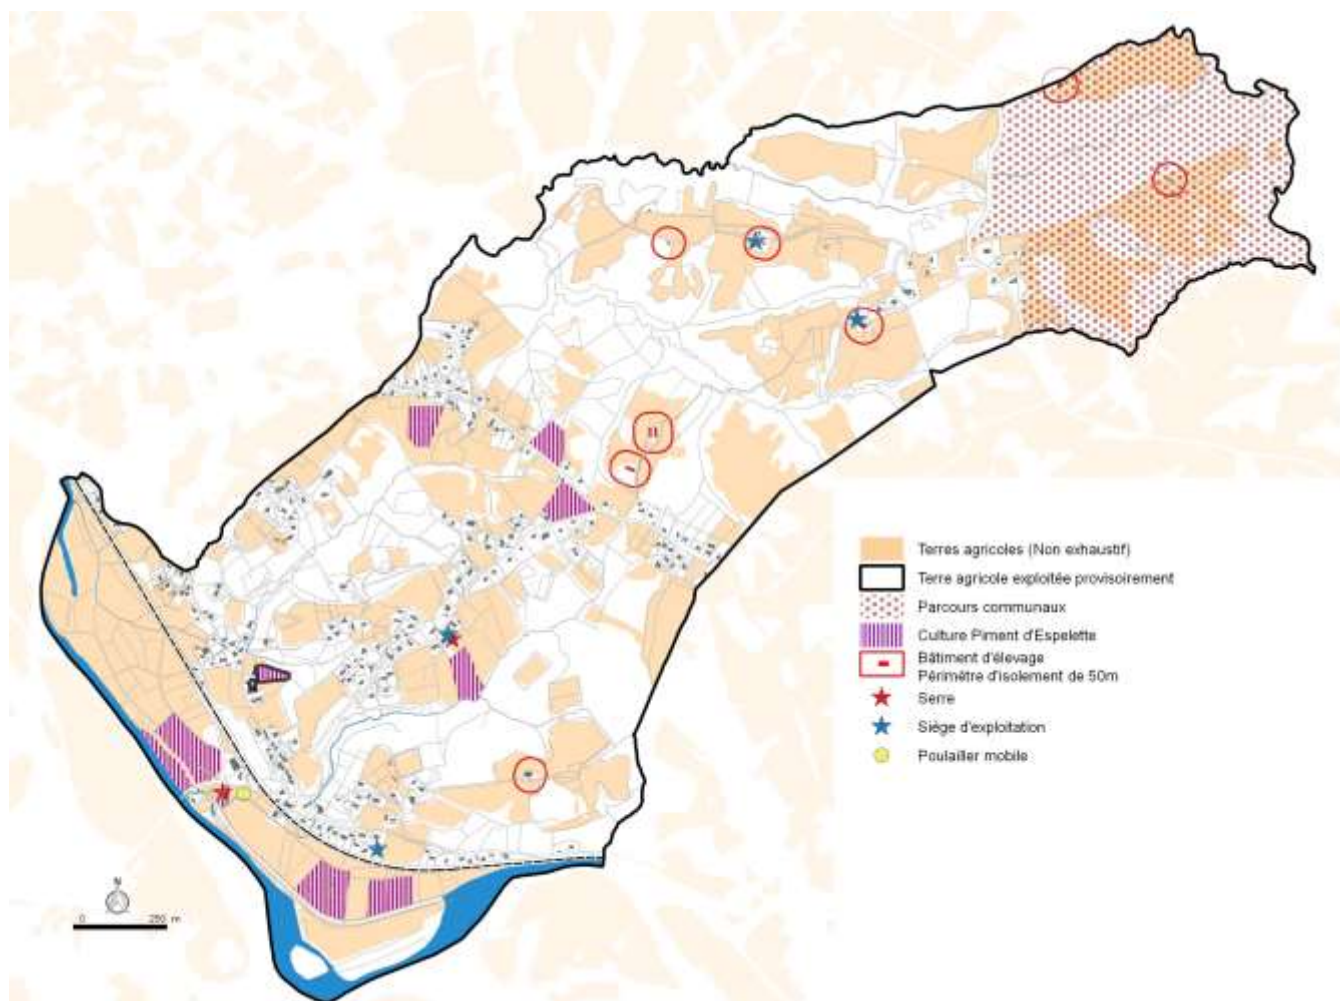 Terres agricoles (Non exhaustif)
Terre agricole exploitée provisoirement
Parcours communaux
Culture Piment d'Espelette
Bâtiment d'élevage
Périmètre d'isolement de 50m
Serre
Siège d'exploitation
Poulailler mobile
N
0 250 m